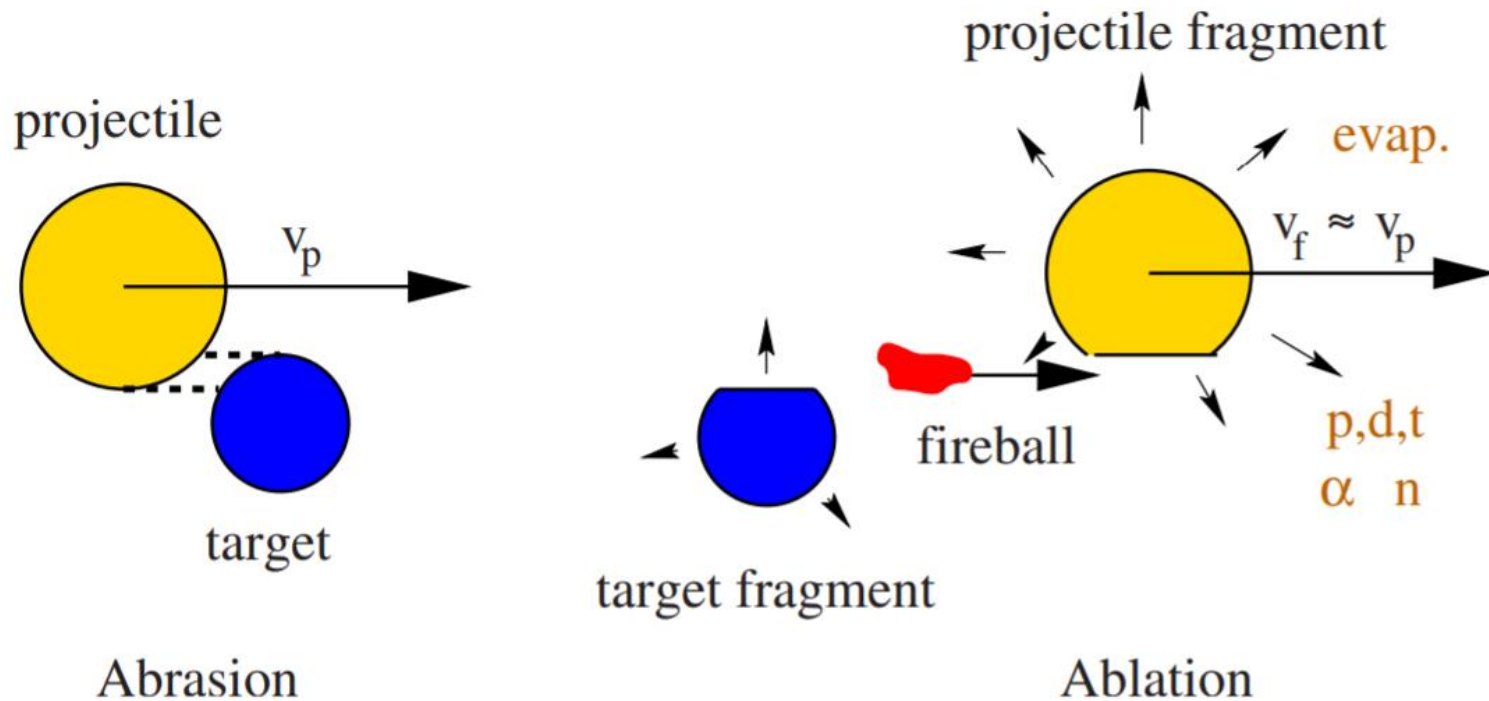 projectile
v_p
target
Abrasion
projectile fragment
evap.
v_f ≈ v_p
fireball
p,d,t
α n
target fragment
Ablation